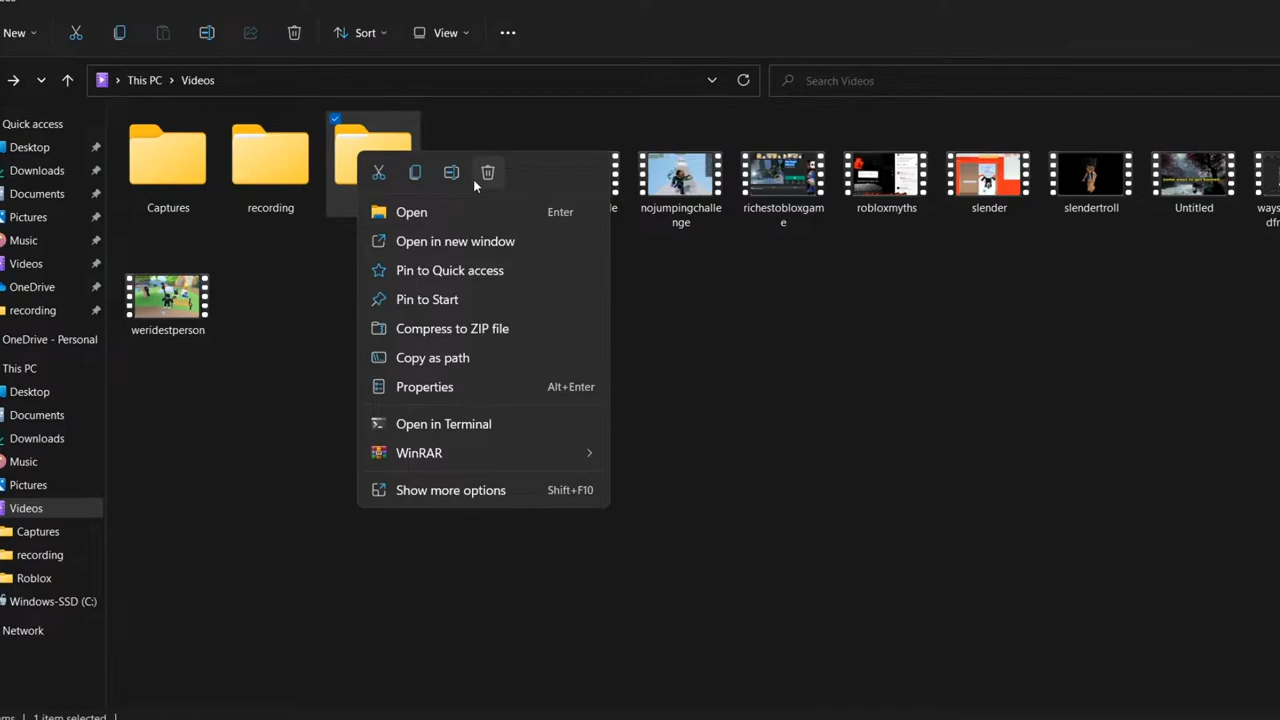 New
Sort
View
This PC > Videos
Search Videos
Quick access
Desktop
Downloads
Documents
Pictures
Music
Videos
OneDrive
recording
OneDrive - Personal
This PC
Desktop
Documents
Downloads
Music
Pictures
Videos
Captures
recording
Roblox
Windows-SSD (C:)
Network
Captures
recording
nojumpingchalle
nge
richestobloxgam
e
robloxmyths
slender
slendertroll
Untitled
weridestperson
Open Enter
Open in new window
Pin to Quick access
Pin to Start
Compress to ZIP file
Copy as path
Properties Alt+Enter
Open in Terminal
WinRAR
Show more options Shift+F10
1 item selected